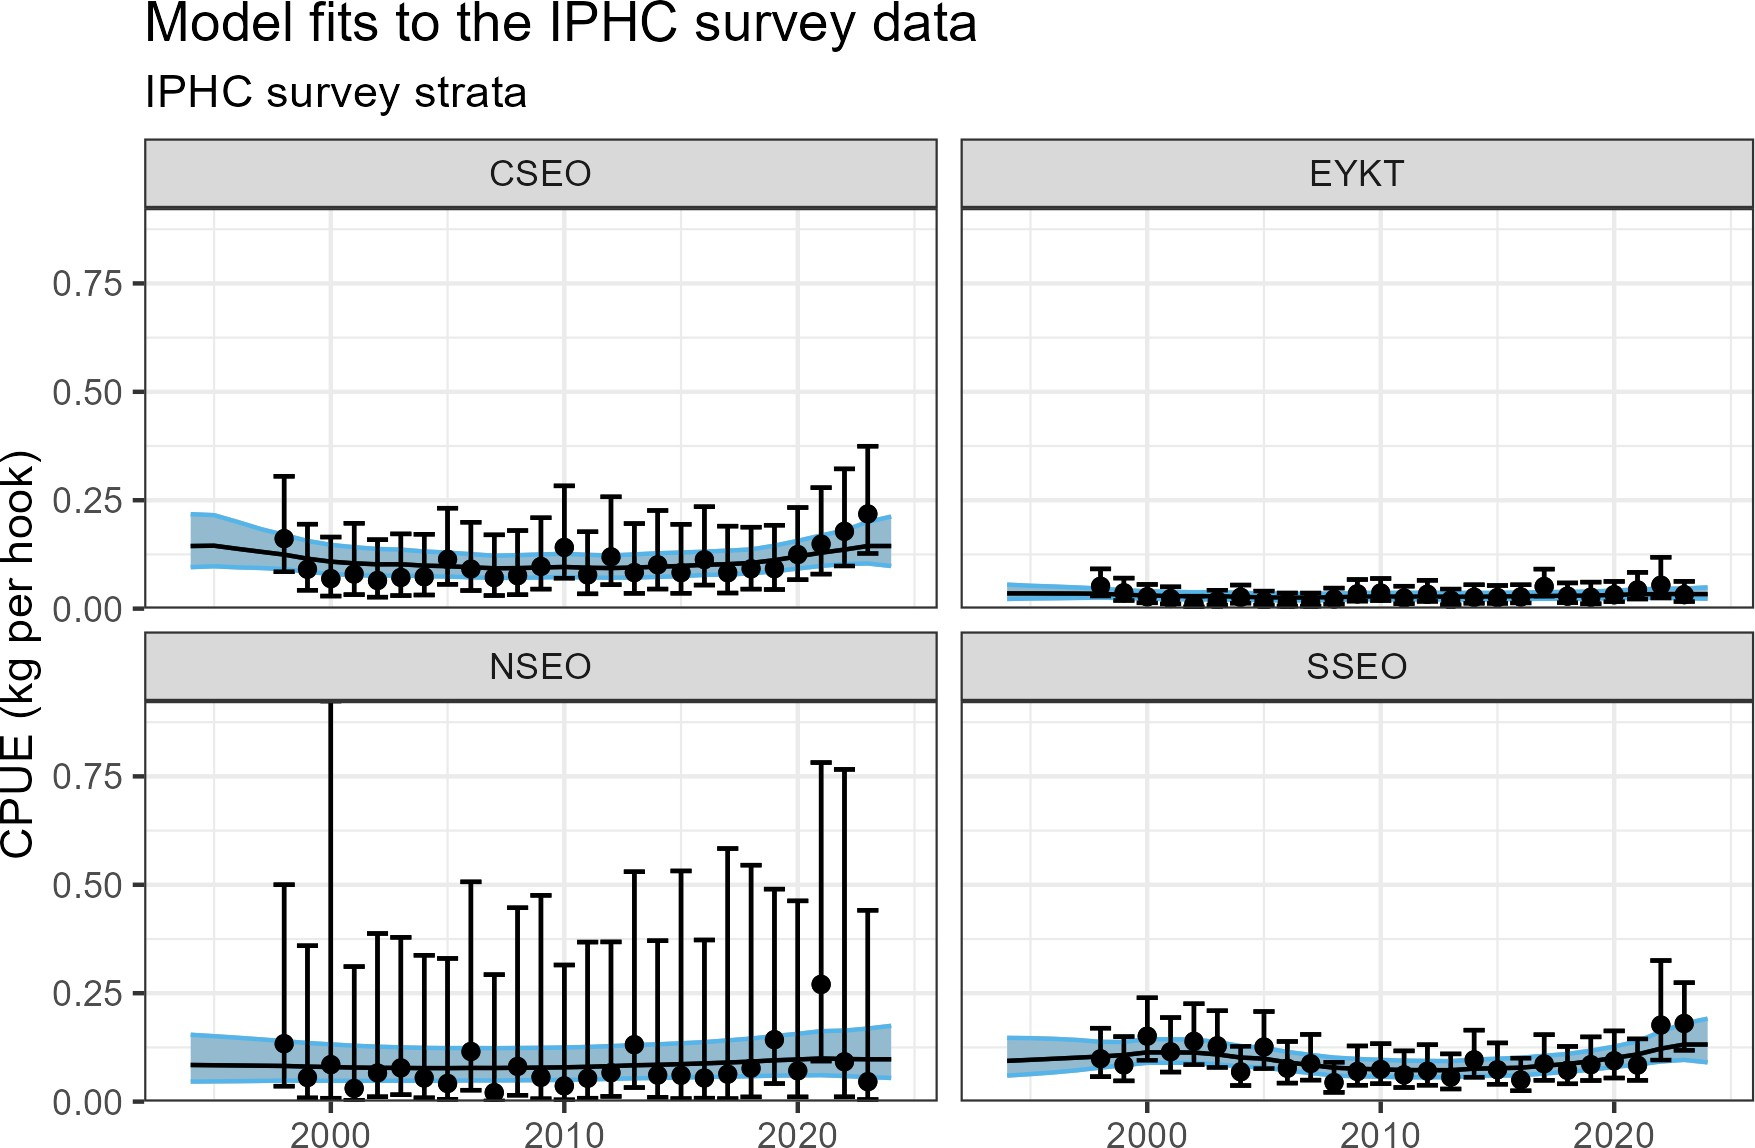 Model fits to the IPHC survey data
IPHC survey strata
CSEO
EYKT
0.75
0.50
0.25
0.00
NSEO
SSEO
0.75
0.50
0.25
0.00
CPUE (kg per hook)
2000 2010 2020
2000 2010 2020